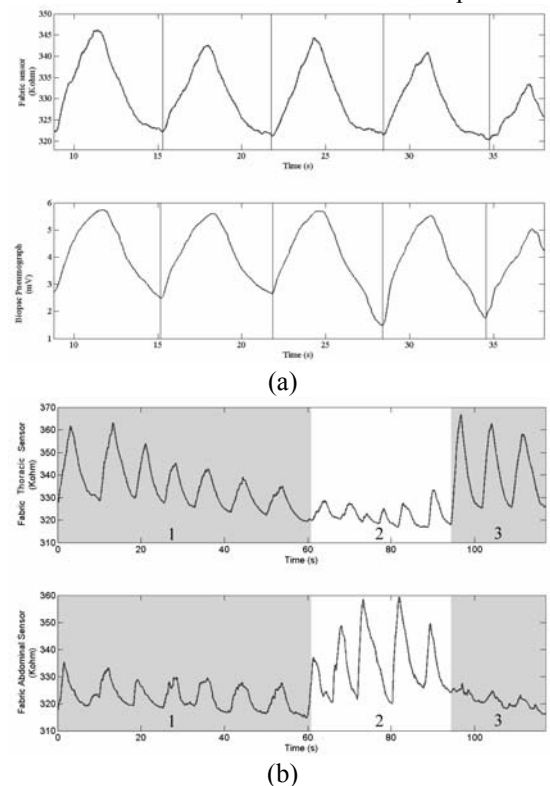 350
345
340
335
330
325
320
Fabric sensor
(Kohm)
10 15 20 25 30 35
Time (s)
6
5
4
3
2
1
Biopac Pneumograph
(mV)
10 15 20 25 30 35
Time (s)
(a)
370
360
350
340
330
320
310
Fabric Thoracic Sensor
(Kohm)
1 2 3
0 20 40 60 80 100
Time (s)
360
350
340
330
320
310
Fabric Abdominal Sensor
(Kohm)
1 2 3
0 20 40 60 80 100
Time (s)
(b)